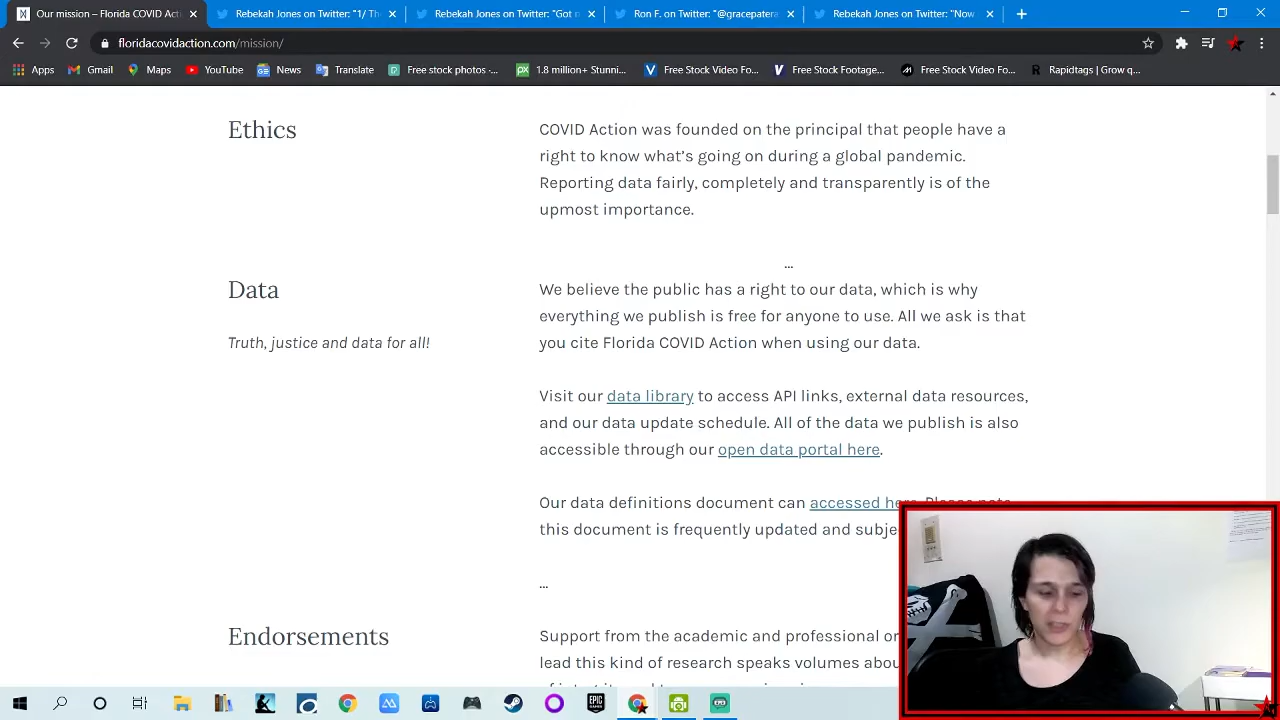 Our mission – Florida COVID Acti
Rebekah Jones on Twitter: "1/ Th
Rebekah Jones on Twitter: "Got n
Ron F. on Twitter: "@gracepatera
Rebekah Jones on Twitter: "Now
floridacovidaction.com/mission/
Apps
Gmail
Maps
YouTube
News
Translate
Free stock photos -...
1.8 million+ Stunni...
Free Stock Video Fo...
Free Stock Footage...
Free Stock Video Fo...
Rapidtags | Grow q...
Ethics
COVID Action was founded on the principal that people have a
right to know what's going on during a global pandemic.
Reporting data fairly, completely and transparently is of the
upmost importance.
...
Data
Truth, justice and data for all!
We believe the public has a right to our data, which is why
everything we publish is free for anyone to use. All we ask is that
you cite Florida COVID Action when using our data.
Visit our data library to access API links, external data resources,
and our data update schedule. All of the data we publish is also
accessible through our open data portal here.
Our data definitions document can accessed here. Please note
this document is frequently updated and subje
...
Endorsements
Support from the academic and professional or
lead this kind of research speaks volumes abou